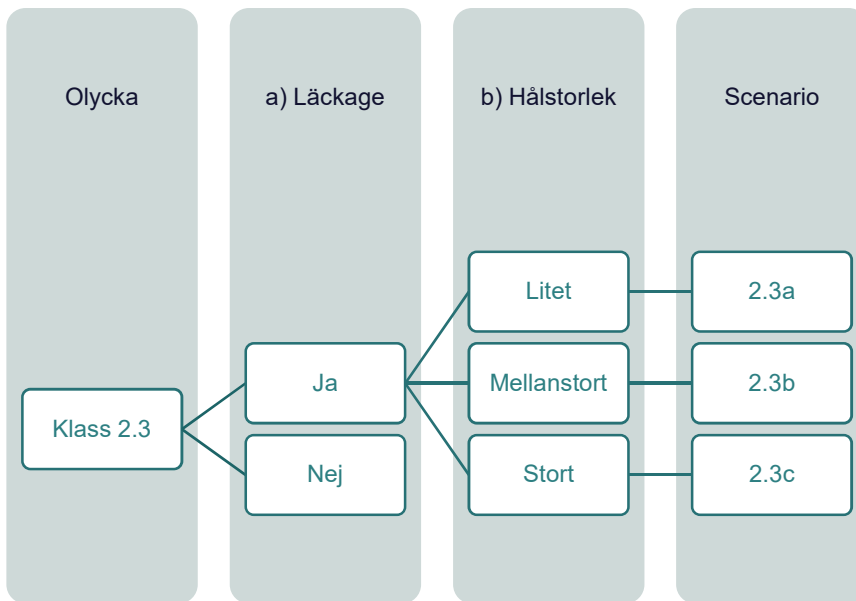 Olycka
a) Läckage
b) Hålstorlek
Scenario
Klass 2.3
Ja
Nej
Litet
Mellanstort
Stort
2.3a
2.3b
2.3c